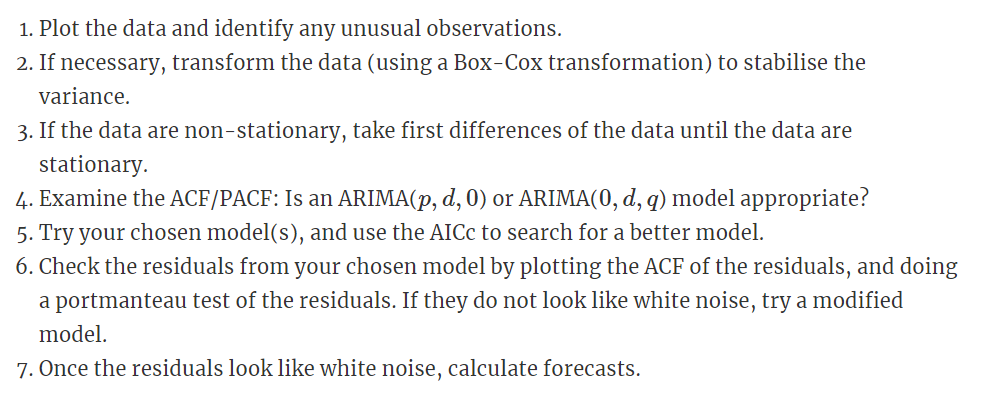 1. Plot the data and identify any unusual observations.
2. If necessary, transform the data (using a Box-Cox transformation) to stabilise the
variance.
3. If the data are non-stationary, take first differences of the data until the data are
stationary.
4. Examine the ACF/PACF: Is an ARIMA(p, d, 0) or ARIMA(0, d, q) model appropriate?
5. Try your chosen model(s), and use the AICc to search for a better model.
6. Check the residuals from your chosen model by plotting the ACF of the residuals, and doing
a portmanteau test of the residuals. If they do not look like white noise, try a modified
model.
7. Once the residuals look like white noise, calculate forecasts.